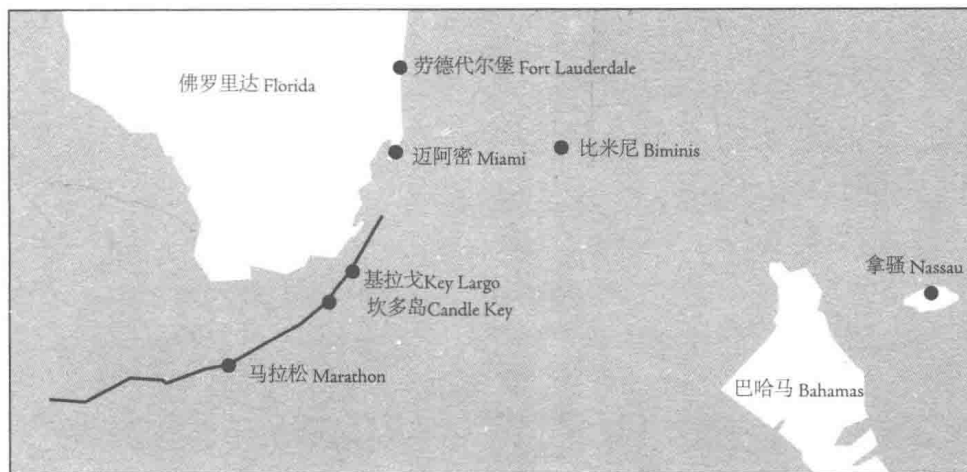 佛罗里达 Florida
劳德代尔堡 Fort Lauderdale
迈阿密 Miami
比米尼 Biminis
拿骚 Nassau
基拉戈Key Largo
坎多岛Candle Key
马拉松 Marathon
巴哈马 Bahamas